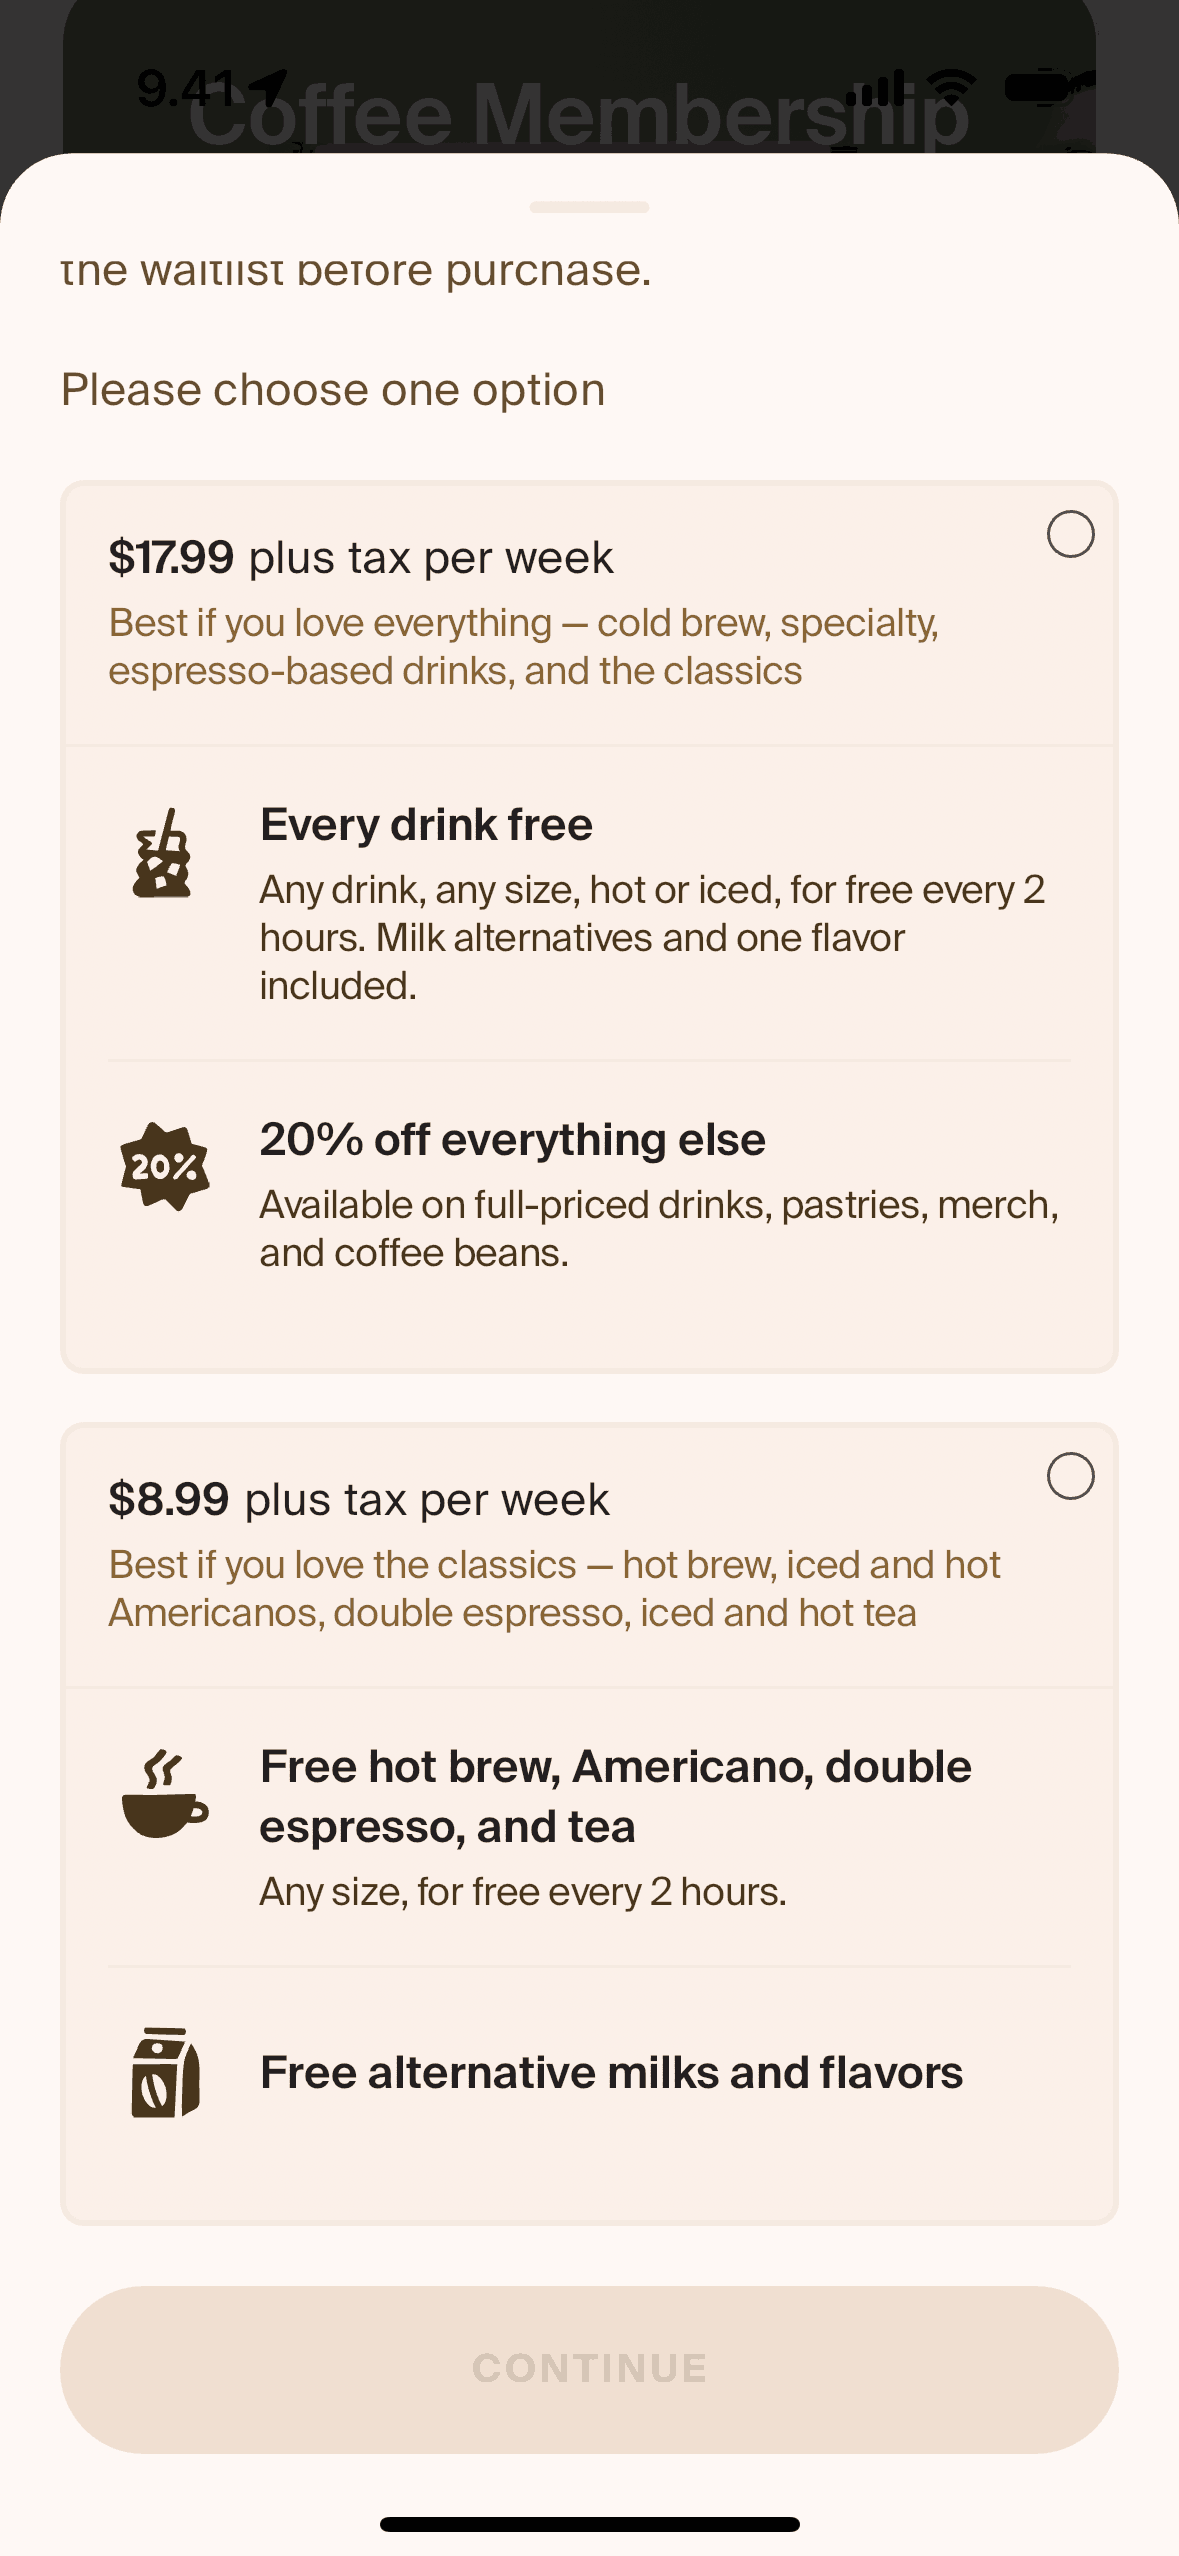 9.41
Coffee Membership
the waitlist before purchase.
Please choose one option
$17.99 plus tax per week
Best if you love everything — cold brew, specialty,
espresso-based drinks, and the classics
Every drink free
Any drink, any size, hot or iced, for free every 2
hours. Milk alternatives and one flavor
included.
20%
20% off everything else
Available on full-priced drinks, pastries, merch,
and coffee beans.
$8.99 plus tax per week
Best if you love the classics — hot brew, iced and hot
Americanos, double espresso, iced and hot tea
Free hot brew, Americano, double
espresso, and tea
Any size, for free every 2 hours.
Free alternative milks and flavors
CONTINUE